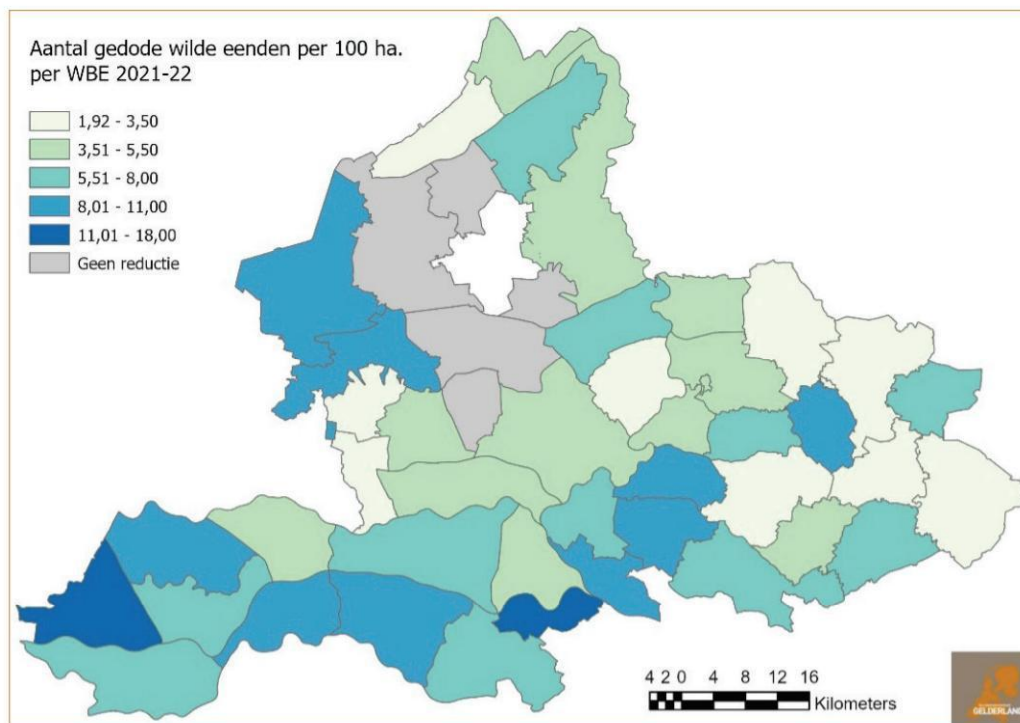 Aantal gedode wilde eenden per 100 ha.
per WBE 2021-22
1,92 - 3,50
3,51 - 5,50
5,51 - 8,00
8,01 - 11,00
11,01 - 18,00
Geen reductie
4 2 0 4 8 12 16
Kilometers
GELDERLAND